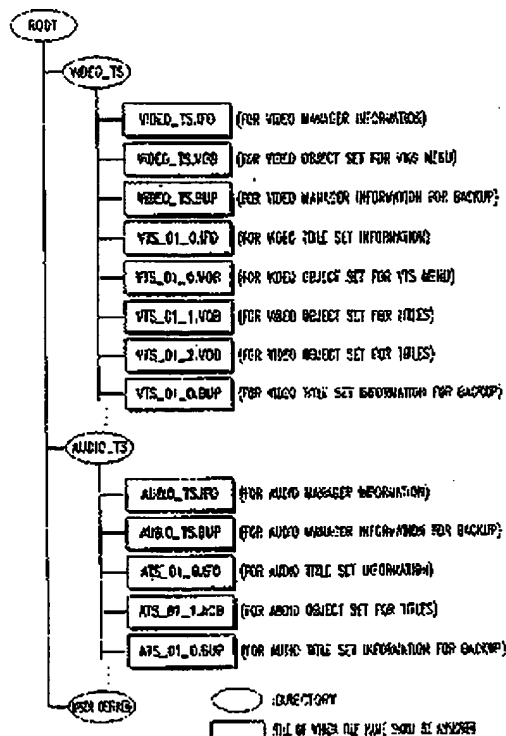 ROOT
VIDEO_TS
VIDEO_TS.IFO (FOR VIDEO MANAGER INFORMATION)
VIDEO_TS.VOB (FOR VIDEO OBJECT SET FOR VMG MENU)
VIDEO_TS.BUP (FOR VIDEO MANAGER INFORMATION FOR BACKUP)
VTS_01_0.IFO (FOR VIDEO TITLE SET INFORMATION)
VTS_01_0.VOB (FOR VIDEO OBJECT SET FOR VTS MENU)
VTS_01_1.VOB (FOR VIDEO OBJECT SET FOR TITLES)
VTS_01_2.VOB (FOR VIDEO OBJECT SET FOR TITLES)
VTS_01_0.BUP (FOR VIDEO TITLE SET INFORMATION FOR BACKUP)
AUDIO_TS
AUDIO_TS.IFO (FOR AUDIO MANAGER INFORMATION)
AUDIO_TS.BUP (FOR AUDIO MANAGER INFORMATION FOR BACKUP)
ATS_01_0.IFO (FOR AUDIO TITLE SET INFORMATION)
ATS_01_1.AOB (FOR AUDIO OBJECT SET FOR TITLES)
ATS_01_0.BUP (FOR AUDIO TITLE SET INFORMATION FOR BACKUP)
USER DEFINED
:DIRECTORY